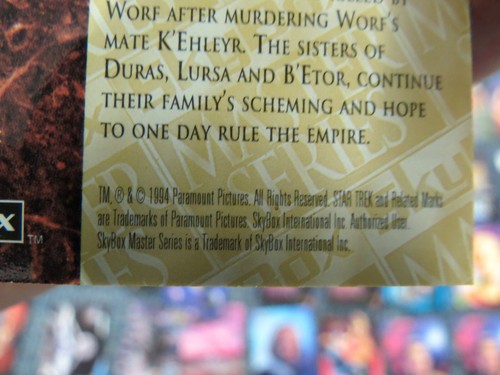 BY
WORF AFTER MURDERING WORF'S
MATE K'EHLEYR. THE SISTERS OF
DURAS, LURSA AND B'ETOR, CONTINUE
THEIR FAMILY'S SCHEMING AND HOPE
TO ONE DAY RULE THE EMPIRE.
TM, ® & © 1994 Paramount Pictures. All Rights Reserved. STAR TREK and Related Marks
are Trademarks of Paramount Pictures. SkyBox International Inc. Authorized User.
SkyBox Master Series is a Trademark of SkyBox International Inc.
x TM